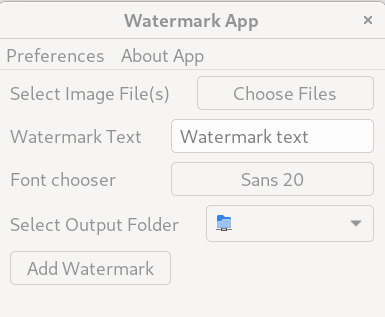 Watermark App
Preferences About App
Select Image File(s) Choose Files
Watermark Text Watermark text
Font chooser Sans 20
Select Output Folder
Add Watermark